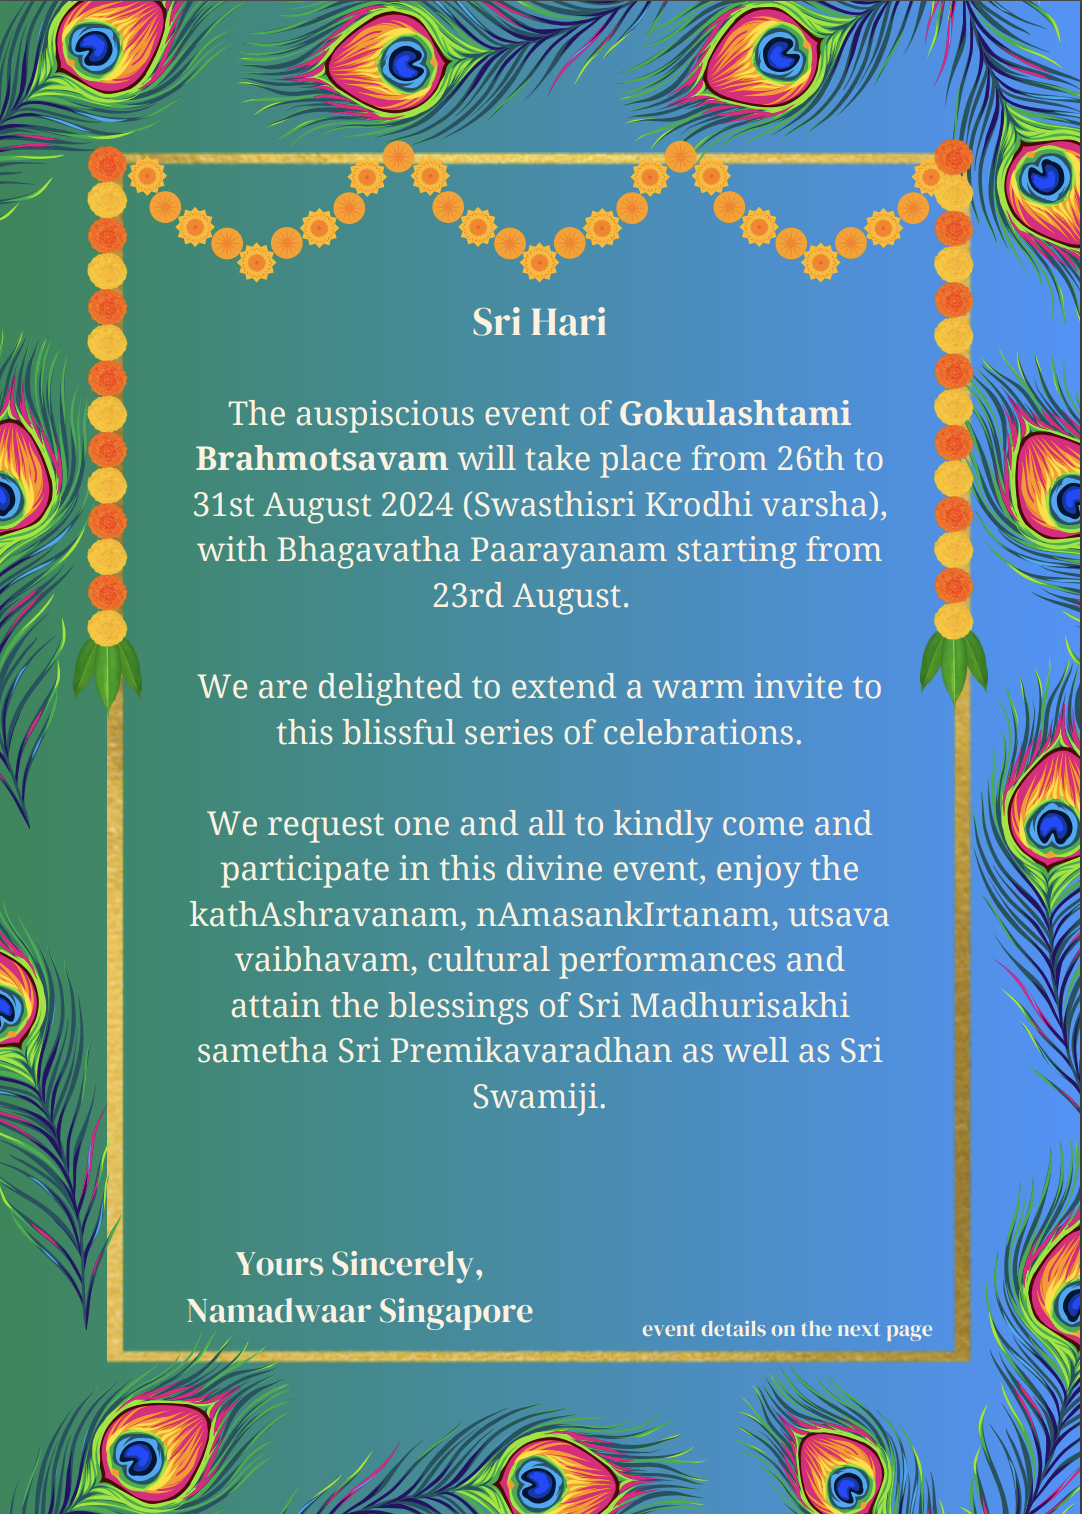 Sri Hari
The auspiscious event of Gokulashtami
Brahmotsavam will take place from 26th to
31st August 2024 (Swasthisri Krodhi varsha),
with Bhagavatha Paarayanam starting from
23rd August.
We are delighted to extend a warm invite to
this blissful series of celebrations.
We request one and all to kindly come and
participate in this divine event, enjoy the
kathAshravanam, nAmasankIrtanam, utsava
vaibhavam, cultural performances and
attain the blessings of Sri Madhurisakhi
sametha Sri Premikavaradhan as well as Sri
Swamiji.
Yours Sincerely,
Namadwaar Singapore
event details on the next page